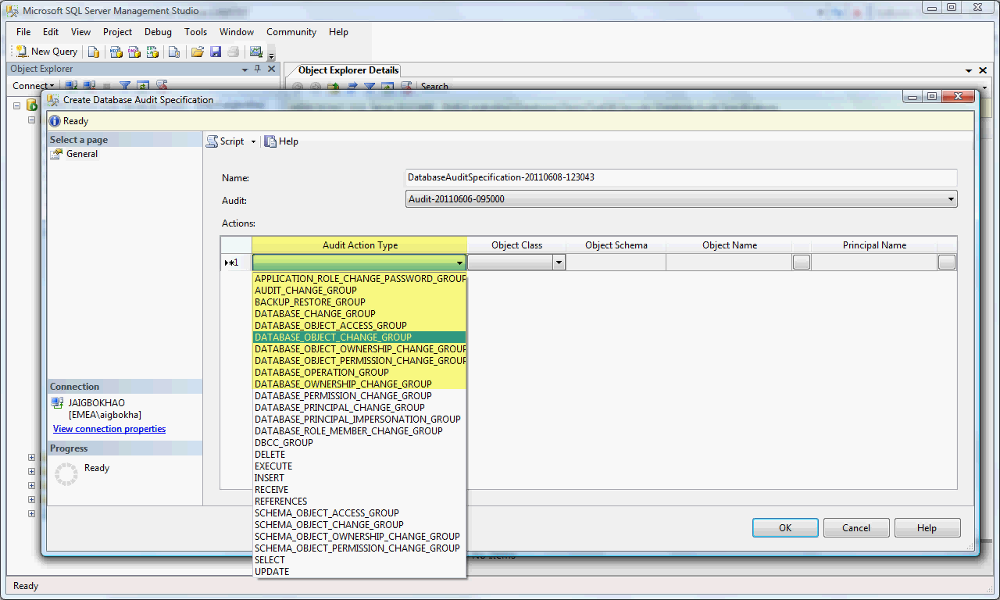 Microsoft SQL Server Management Studio
File Edit View Project Debug Tools Window Community Help
New Query
Object Explorer
Object Explorer Details
Connect
Search
Create Database Audit Specification
Ready
Select a page
General
Script Help
Name: DatabaseAuditSpecification-20110608-123043
Audit: Audit-20110606-095000
Actions:
Audit Action Type Object Class Object Schema Object Name Principal Name
*1
APPLICATION_ROLE_CHANGE_PASSWORD_GROUP
AUDIT_CHANGE_GROUP
BACKUP_RESTORE_GROUP
DATABASE_CHANGE_GROUP
DATABASE_OBJECT_ACCESS_GROUP
DATABASE_OBJECT_CHANGE_GROUP
DATABASE_OBJECT_OWNERSHIP_CHANGE_GROUP
DATABASE_OBJECT_PERMISSION_CHANGE_GROUP
DATABASE_OPERATION_GROUP
DATABASE_OWNERSHIP_CHANGE_GROUP
DATABASE_PERMISSION_CHANGE_GROUP
DATABASE_PRINCIPAL_CHANGE_GROUP
DATABASE_PRINCIPAL_IMPERSONATION_GROUP
DATABASE_ROLE_MEMBER_CHANGE_GROUP
DBCC_GROUP
DELETE
EXECUTE
INSERT
RECEIVE
REFERENCES
SCHEMA_OBJECT_ACCESS_GROUP
SCHEMA_OBJECT_CHANGE_GROUP
SCHEMA_OBJECT_OWNERSHIP_CHANGE_GROUP
SCHEMA_OBJECT_PERMISSION_CHANGE_GROUP
SELECT
UPDATE
Connection
JAIGBOKHAO
[EMEA\aigbokha]
View connection properties
Progress
Ready
OK Cancel Help
No Items
Ready